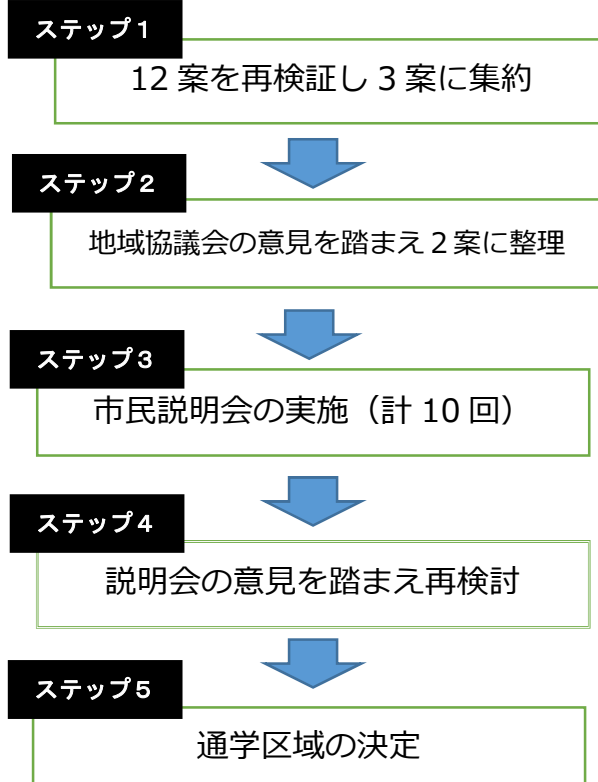 ステップ1
12 案を再検証し 3 案に集約
ステップ2
地域協議会の意見を踏まえ２案に整理
ステップ3
市民説明会の実施（計 10 回）
ステップ4
説明会の意見を踏まえ再検討
ステップ5
通学区域の決定